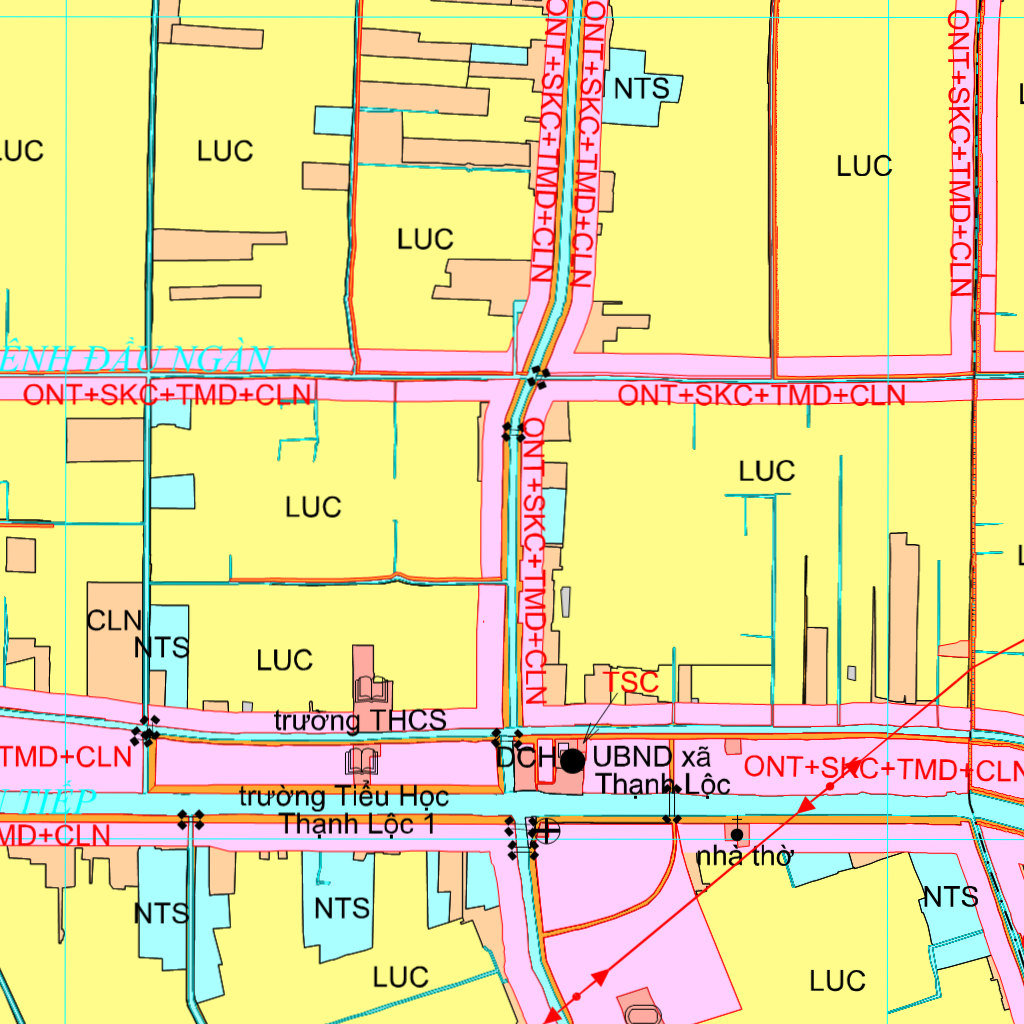 ONT+SKC+TMD+CLN
ONT+SKC+TMD+CLN
ONT+SKC+TMD+CLN
NTS
LUC
LUC
LUC
LUC
ÊNH ĐẦU NGÀN
ONT+SKC+TMD+CLN
ONT+SKC+TMD+CLN
ONT+SKC+TMD+CLN
LUC
LUC
CLN
NTS
LUC
TSC
trường THCS
TMD+CLN
DCH
UBND xã
Thạnh Lộc
ONT+SKC+TMD+CLN
TIẾP
trường Tiểu Học
Thạnh Lộc 1
MD+CLN
nhà thờ
NTS
NTS
NTS
LUC
LUC